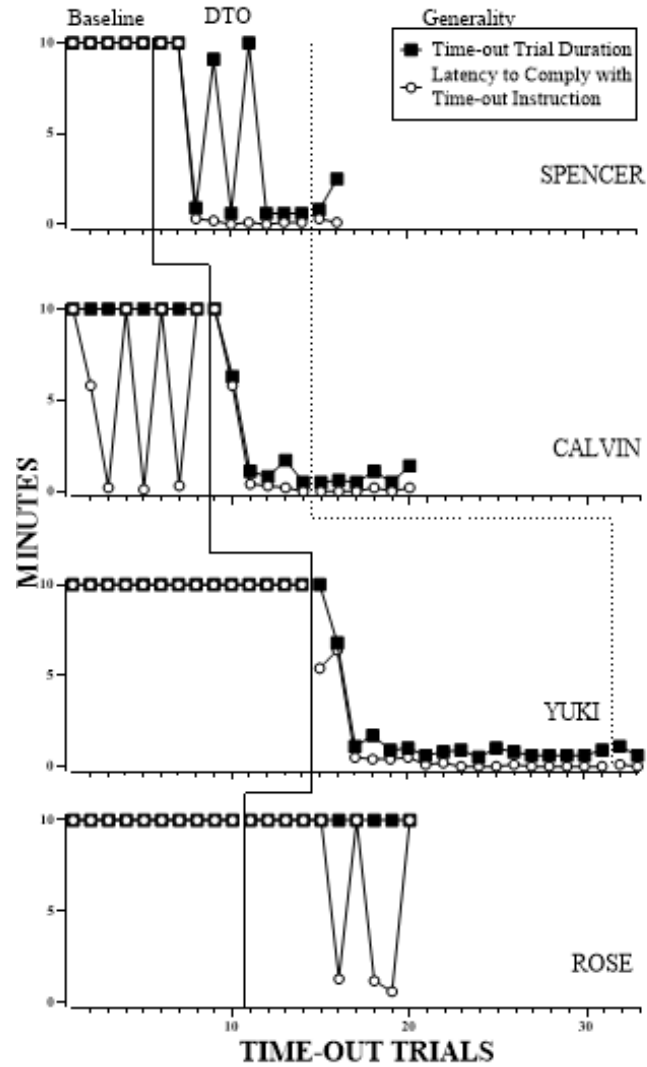 Baseline DTO Generality
Time-out Trial Duration
Latency to Comply with
Time-out Instruction
10
5
0
SPENCER
10
5
0
CALVIN
MINUTES
10
5
0
YUKI
10
5
0
ROSE
10 20 30
TIME-OUT TRIALS